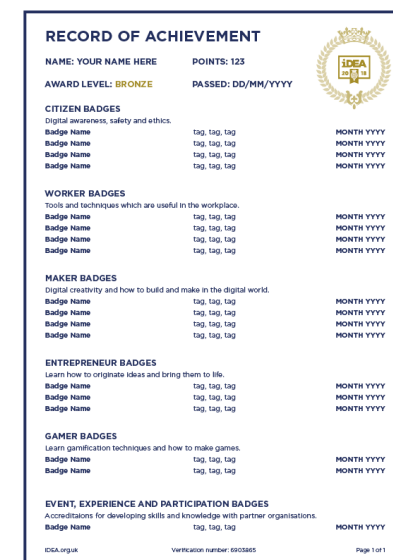 RECORD OF ACHIEVEMENT
NAME: YOUR NAME HERE POINTS: 123
iDEA
20 18
AWARD LEVEL: BRONZE PASSED: DD/MM/YYYY
CITIZEN BADGES
Digital awareness, safety and ethics.
Badge Name tag, tag, tag MONTH YYYY
Badge Name tag, tag, tag MONTH YYYY
Badge Name tag, tag, tag MONTH YYYY
Badge Name tag, tag, tag MONTH YYYY
WORKER BADGES
Tools and techniques which are useful in the workplace.
Badge Name tag, tag, tag MONTH YYYY
Badge Name tag, tag, tag MONTH YYYY
Badge Name tag, tag, tag MONTH YYYY
Badge Name tag, tag, tag MONTH YYYY
MAKER BADGES
Digital creativity and how to build and make in the digital world.
Badge Name tag, tag, tag MONTH YYYY
Badge Name tag, tag, tag MONTH YYYY
Badge Name tag, tag, tag MONTH YYYY
Badge Name tag, tag, tag MONTH YYYY
ENTREPRENEUR BADGES
Learn how to originate ideas and bring them to life.
Badge Name tag, tag, tag MONTH YYYY
Badge Name tag, tag, tag MONTH YYYY
Badge Name tag, tag, tag MONTH YYYY
GAMER BADGES
Learn gamification techniques and how to make games.
Badge Name tag, tag, tag MONTH YYYY
Badge Name tag, tag, tag MONTH YYYY
EVENT, EXPERIENCE AND PARTICIPATION BADGES
Accreditaions for developing skills and knowledge with partner organisations.
Badge Name tag, tag, tag MONTH YYYY
iDEA.org.uk Verification number: 6903865 Page 1 of 1